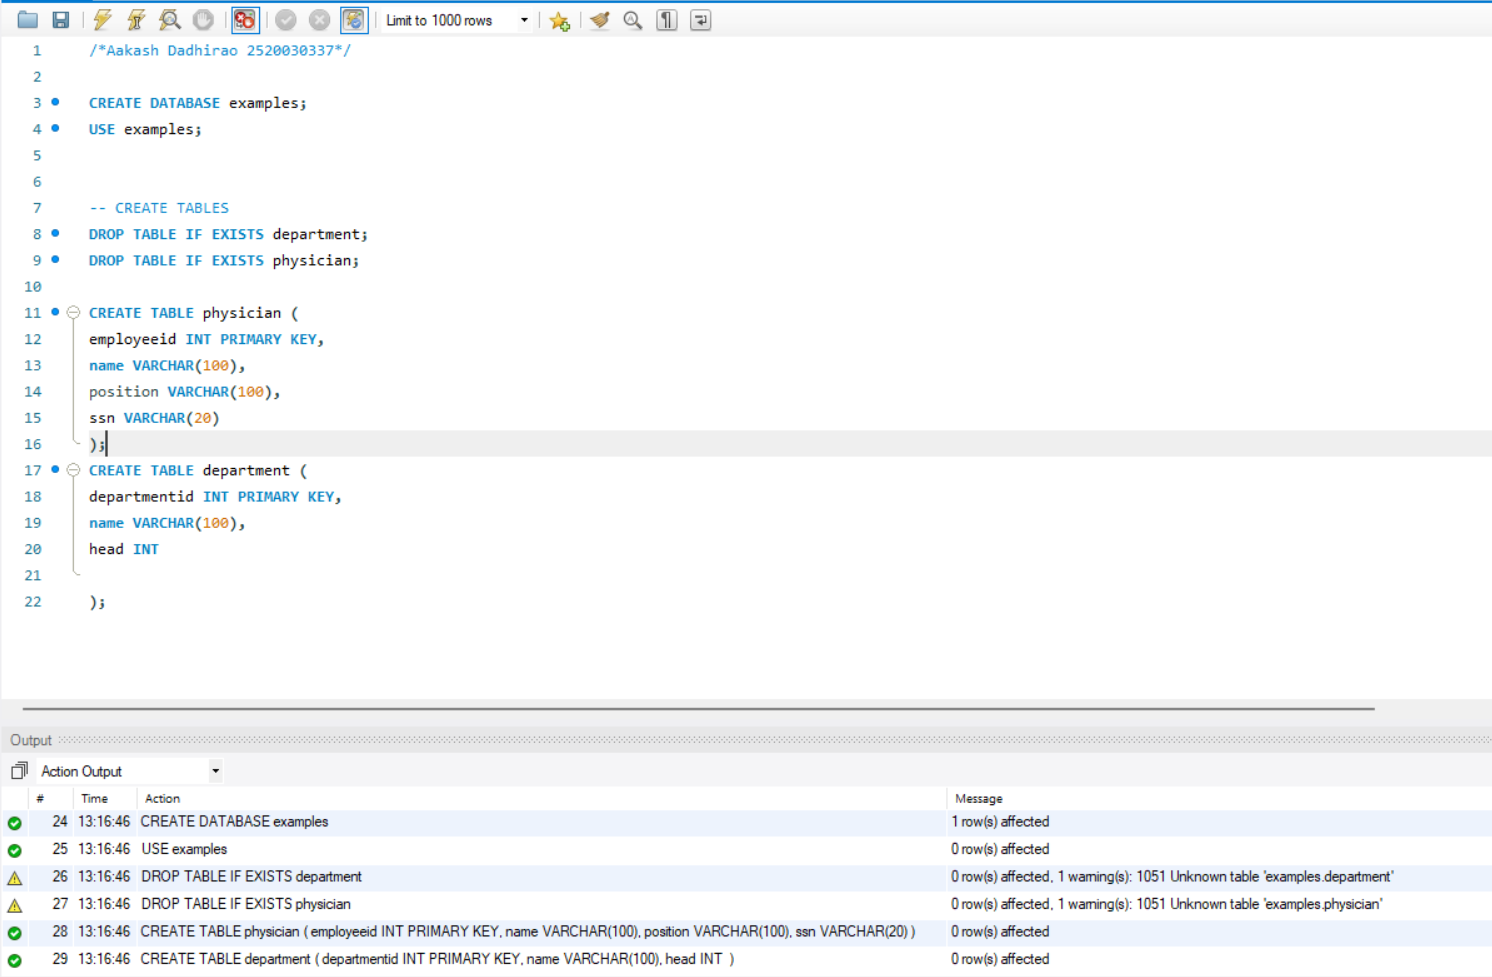 Limit to 1000 rows
1 /*Aakash Dadhirao 2520030337*/
2
3 CREATE DATABASE examples;
4 USE examples;
5
6
7 -- CREATE TABLES
8 DROP TABLE IF EXISTS department;
9 DROP TABLE IF EXISTS physician;
10
11 CREATE TABLE physician (
12 employeeid INT PRIMARY KEY,
13 name VARCHAR(100),
14 position VARCHAR(100),
15 ssn VARCHAR(20)
16 );
17 CREATE TABLE department (
18 departmentid INT PRIMARY KEY,
19 name VARCHAR(100),
20 head INT
21
22 );
Output
Action Output
# Time Action Message
24 13:16:46 CREATE DATABASE examples 1 row(s) affected
25 13:16:46 USE examples 0 row(s) affected
26 13:16:46 DROP TABLE IF EXISTS department 0 row(s) affected, 1 warning(s): 1051 Unknown table 'examples.department'
27 13:16:46 DROP TABLE IF EXISTS physician 0 row(s) affected, 1 warning(s): 1051 Unknown table 'examples.physician'
28 13:16:46 CREATE TABLE physician ( employeeid INT PRIMARY KEY, name VARCHAR(100), position VARCHAR(100), ssn VARCHAR(20) ) 0 row(s) affected
29 13:16:46 CREATE TABLE department ( departmentid INT PRIMARY KEY, name VARCHAR(100), head INT ) 0 row(s) affected